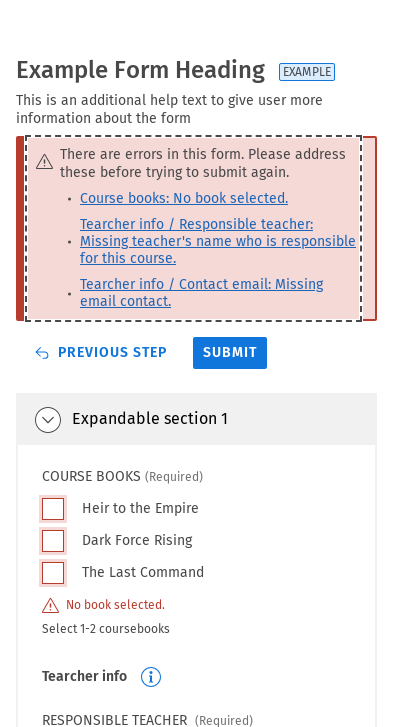 Example Form Heading EXAMPLE
This is an additional help text to give user more
information about the form
There are errors in this form. Please address
these before trying to submit again.
Course books: No book selected.
Tearcher info / Responsible teacher:
Missing teacher's name who is responsible
for this course.
Tearcher info / Contact email: Missing
email contact.
PREVIOUS STEP SUBMIT
Expandable section 1
COURSE BOOKS (Required)
Heir to the Empire
Dark Force Rising
The Last Command
No book selected.
Select 1-2 coursebooks
Tearcher info
RESPONSIBLE TEACHER (Required)